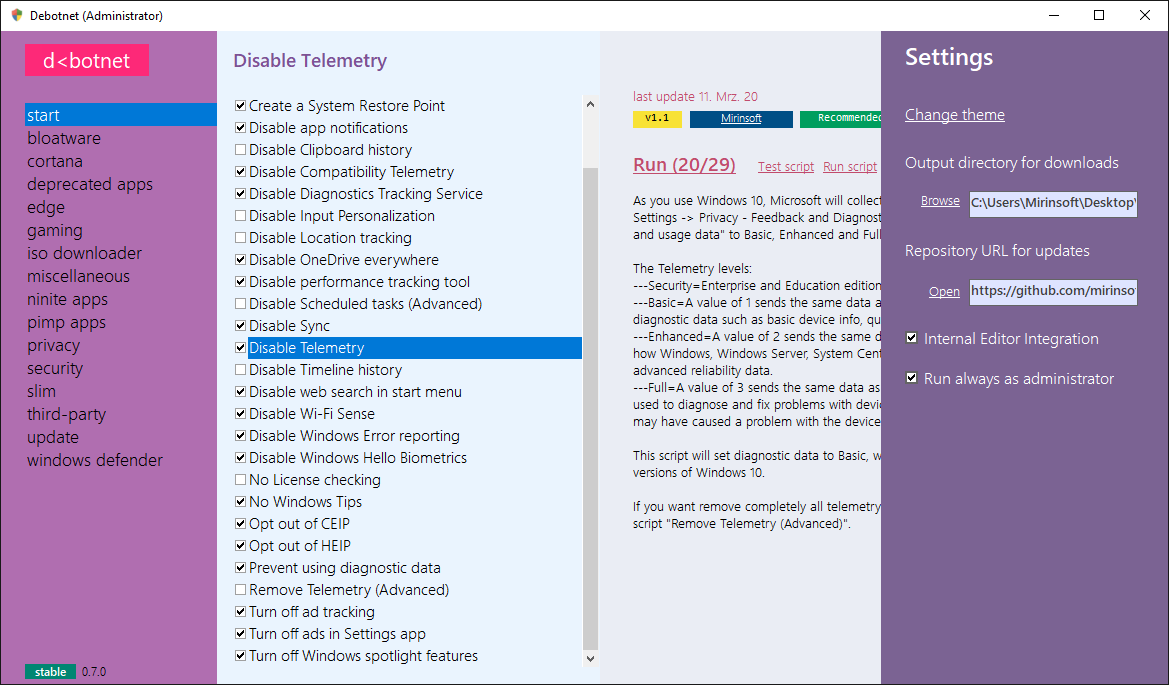 Debotnet (Administrator)
d<botnet
start
bloatware
cortana
deprecated apps
edge
gaming
iso downloader
miscellaneous
ninite apps
pimp apps
privacy
security
slim
third-party
update
windows defender
stable 0.7.0
Disable Telemetry
Create a System Restore Point
Disable app notifications
Disable Clipboard history
Disable Compatibility Telemetry
Disable Diagnostics Tracking Service
Disable Input Personalization
Disable Location tracking
Disable OneDrive everywhere
Disable performance tracking tool
Disable Scheduled tasks (Advanced)
Disable Sync
Disable Telemetry
Disable Timeline history
Disable web search in start menu
Disable Wi-Fi Sense
Disable Windows Error reporting
Disable Windows Hello Biometrics
No License checking
No Windows Tips
Opt out of CEIP
Opt out of HEIP
Prevent using diagnostic data
Remove Telemetry (Advanced)
Turn off ad tracking
Turn off ads in Settings app
Turn off Windows spotlight features
last update 11. Mrz. 20
v1.1 Mirinsoft Recommended
Run (20/29) Test script Run script
As you use Windows 10, Microsoft will collect
Settings -> Privacy - Feedback and Diagnost
and usage data" to Basic, Enhanced and Full
The Telemetry levels:
---Security=Enterprise and Education edition
---Basic=A value of 1 sends the same data a
diagnostic data such as basic device info, qu
---Enhanced=A value of 2 sends the same d
how Windows, Windows Server, System Cent
advanced reliability data.
---Full=A value of 3 sends the same data as
used to diagnose and fix problems with devic
may have caused a problem with the device
This script will set diagnostic data to Basic, w
versions of Windows 10.
If you want remove completely all telemetry
script "Remove Telemetry (Advanced)".
Settings
Change theme
Output directory for downloads
Browse C:\Users\Mirinsoft\Desktop\
Repository URL for updates
Open https://github.com/mirinso
Internal Editor Integration
Run always as administrator